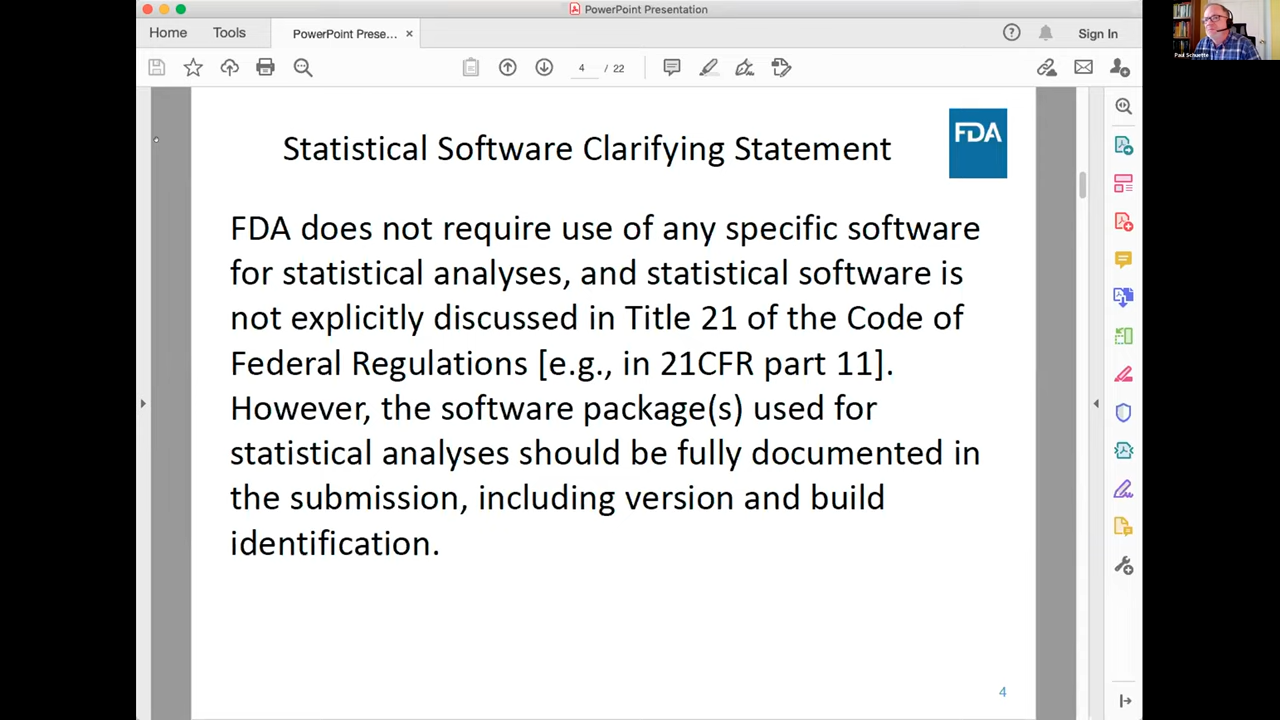 PowerPoint Presentation
Home
Tools
PowerPoint Prese...
Sign In
4 / 22
Paul Schuette
FDA
Statistical Software Clarifying Statement
FDA does not require use of any specific software
for statistical analyses, and statistical software is
not explicitly discussed in Title 21 of the Code of
Federal Regulations [e.g., in 21CFR part 11].
However, the software package(s) used for
statistical analyses should be fully documented in
the submission, including version and build
identification.
4